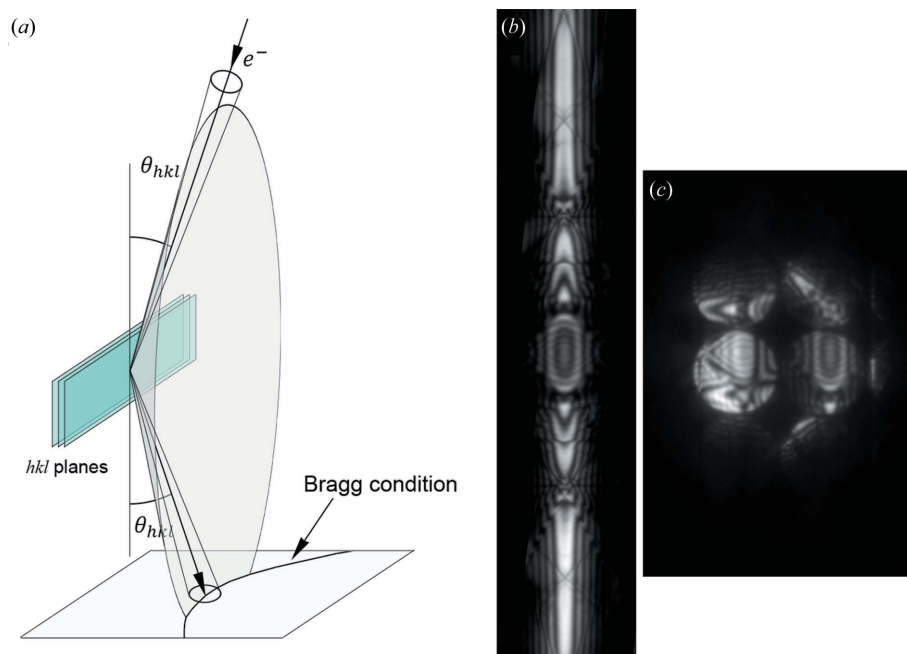 (a)
e⁻
θhkl
hkl planes
θhkl
Bragg condition
(b)
(c)